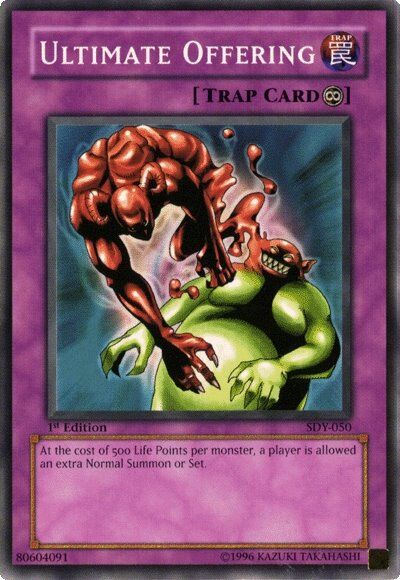 ULTIMATE OFFERING
TRAP
罠
[TRAP CARD∞]
1st Edition
SDY-050
At the cost of 500 Life Points per monster, a player is allowed
an extra Normal Summon or Set.
80604091
©1996 KAZUKI TAKAHASHI